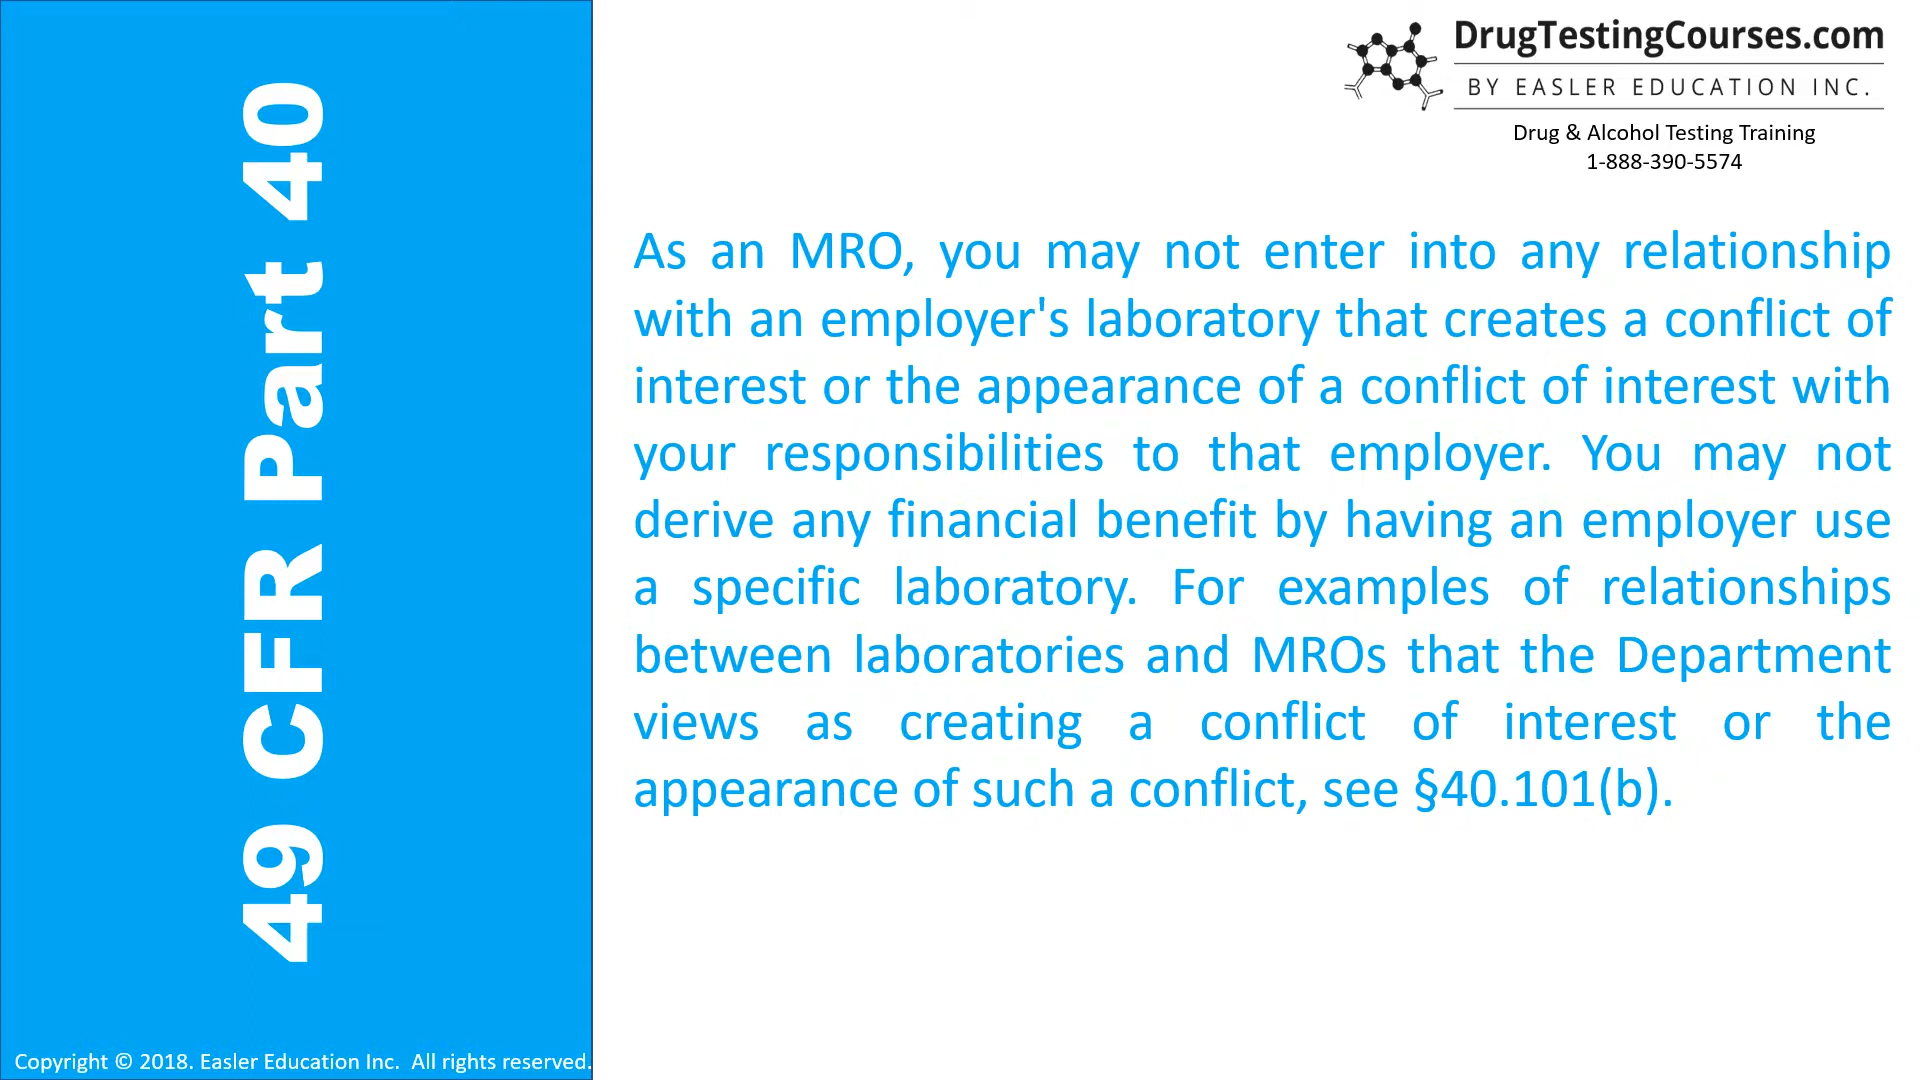 49 CFR Part 40
DrugTestingCourses.com
BY EASLER EDUCATION INC.
Drug & Alcohol Testing Training
1-888-390-5574
As an MRO, you may not enter into any relationship
with an employer's laboratory that creates a conflict of
interest or the appearance of a conflict of interest with
your responsibilities to that employer. You may not
derive any financial benefit by having an employer use
a specific laboratory. For examples of relationships
between laboratories and MROs that the Department
views as creating a conflict of interest or the
appearance of such a conflict, see §40.101(b).
Copyright © 2018. Easler Education Inc. All rights reserved.